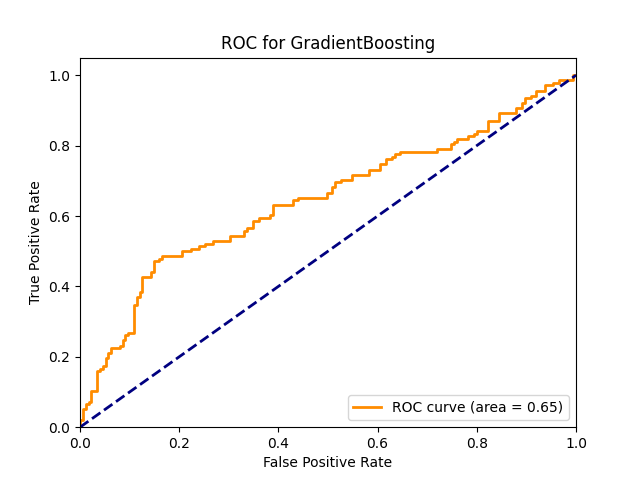 ROC for GradientBoosting
True Positive Rate
1.0
0.8
0.6
0.4
0.2
0.0
0.0 0.2 0.4 0.6 0.8 1.0
False Positive Rate
ROC curve (area = 0.65)